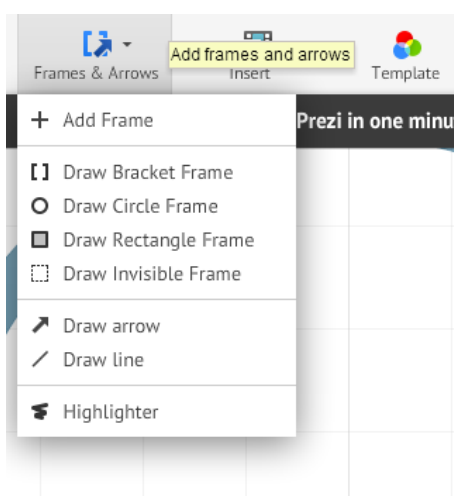 Add frames and arrows
Frames & Arrows
Insert
Template
Add Frame
Prezi in one minu
Draw Bracket Frame
Draw Circle Frame
Draw Rectangle Frame
Draw Invisible Frame
Draw arrow
Draw line
Highlighter